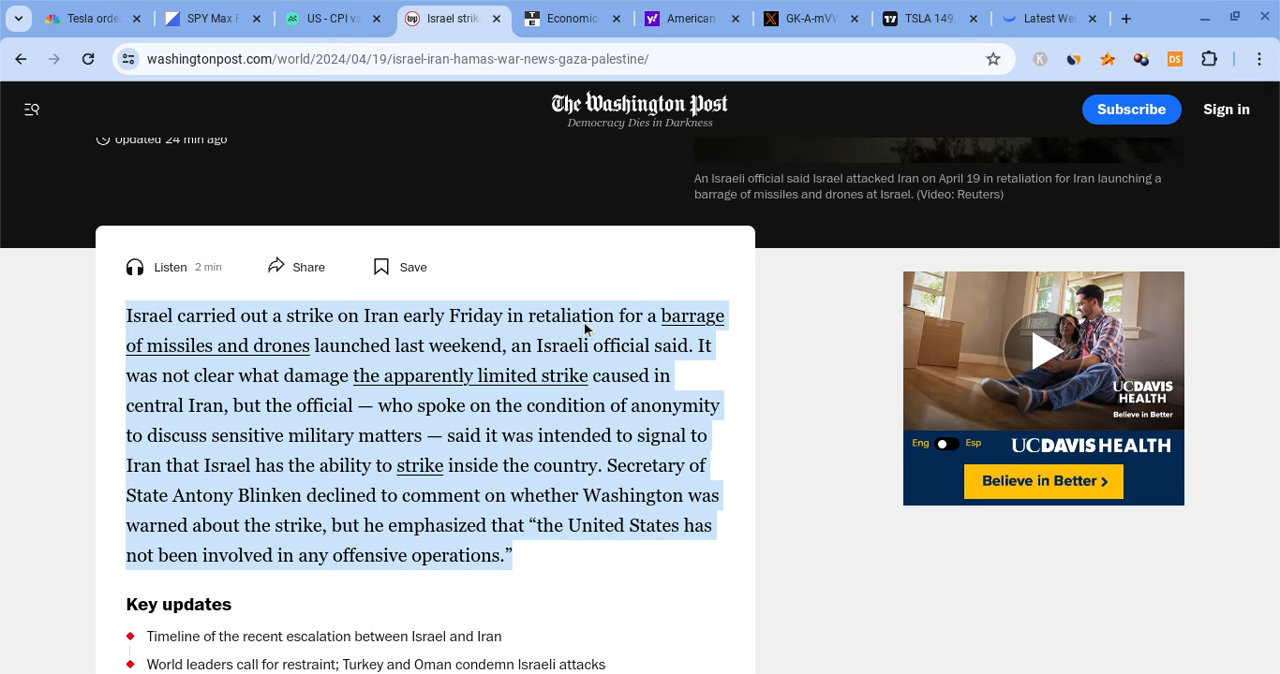 Tesla orde
SPY Max F
US - CPI vs
Israel strik
Economic
American
GK-A-mV
TSLA 149.
Latest We
washingtonpost.com/world/2024/04/19/israel-iran-hamas-war-news-gaza-palestine/
The Washington Post
Democracy Dies in Darkness
Subscribe
Sign in
Updated 24 min ago
An Israeli official said Israel attacked Iran on April 19 in retaliation for Iran launching a
barrage of missiles and drones at Israel. (Video: Reuters)
Listen 2 min
Share
Save
Israel carried out a strike on Iran early Friday in retaliation for a barrage
of missiles and drones launched last weekend, an Israeli official said. It
was not clear what damage the apparently limited strike caused in
central Iran, but the official — who spoke on the condition of anonymity
to discuss sensitive military matters — said it was intended to signal to
Iran that Israel has the ability to strike inside the country. Secretary of
State Antony Blinken declined to comment on whether Washington was
warned about the strike, but he emphasized that “the United States has
not been involved in any offensive operations.”
Key updates
Timeline of the recent escalation between Israel and Iran
World leaders call for restraint; Turkey and Oman condemn Israeli attacks
UCDAVIS
HEALTH
Believe in Better
Eng
Esp
UCDAVIS HEALTH
Believe in Better >